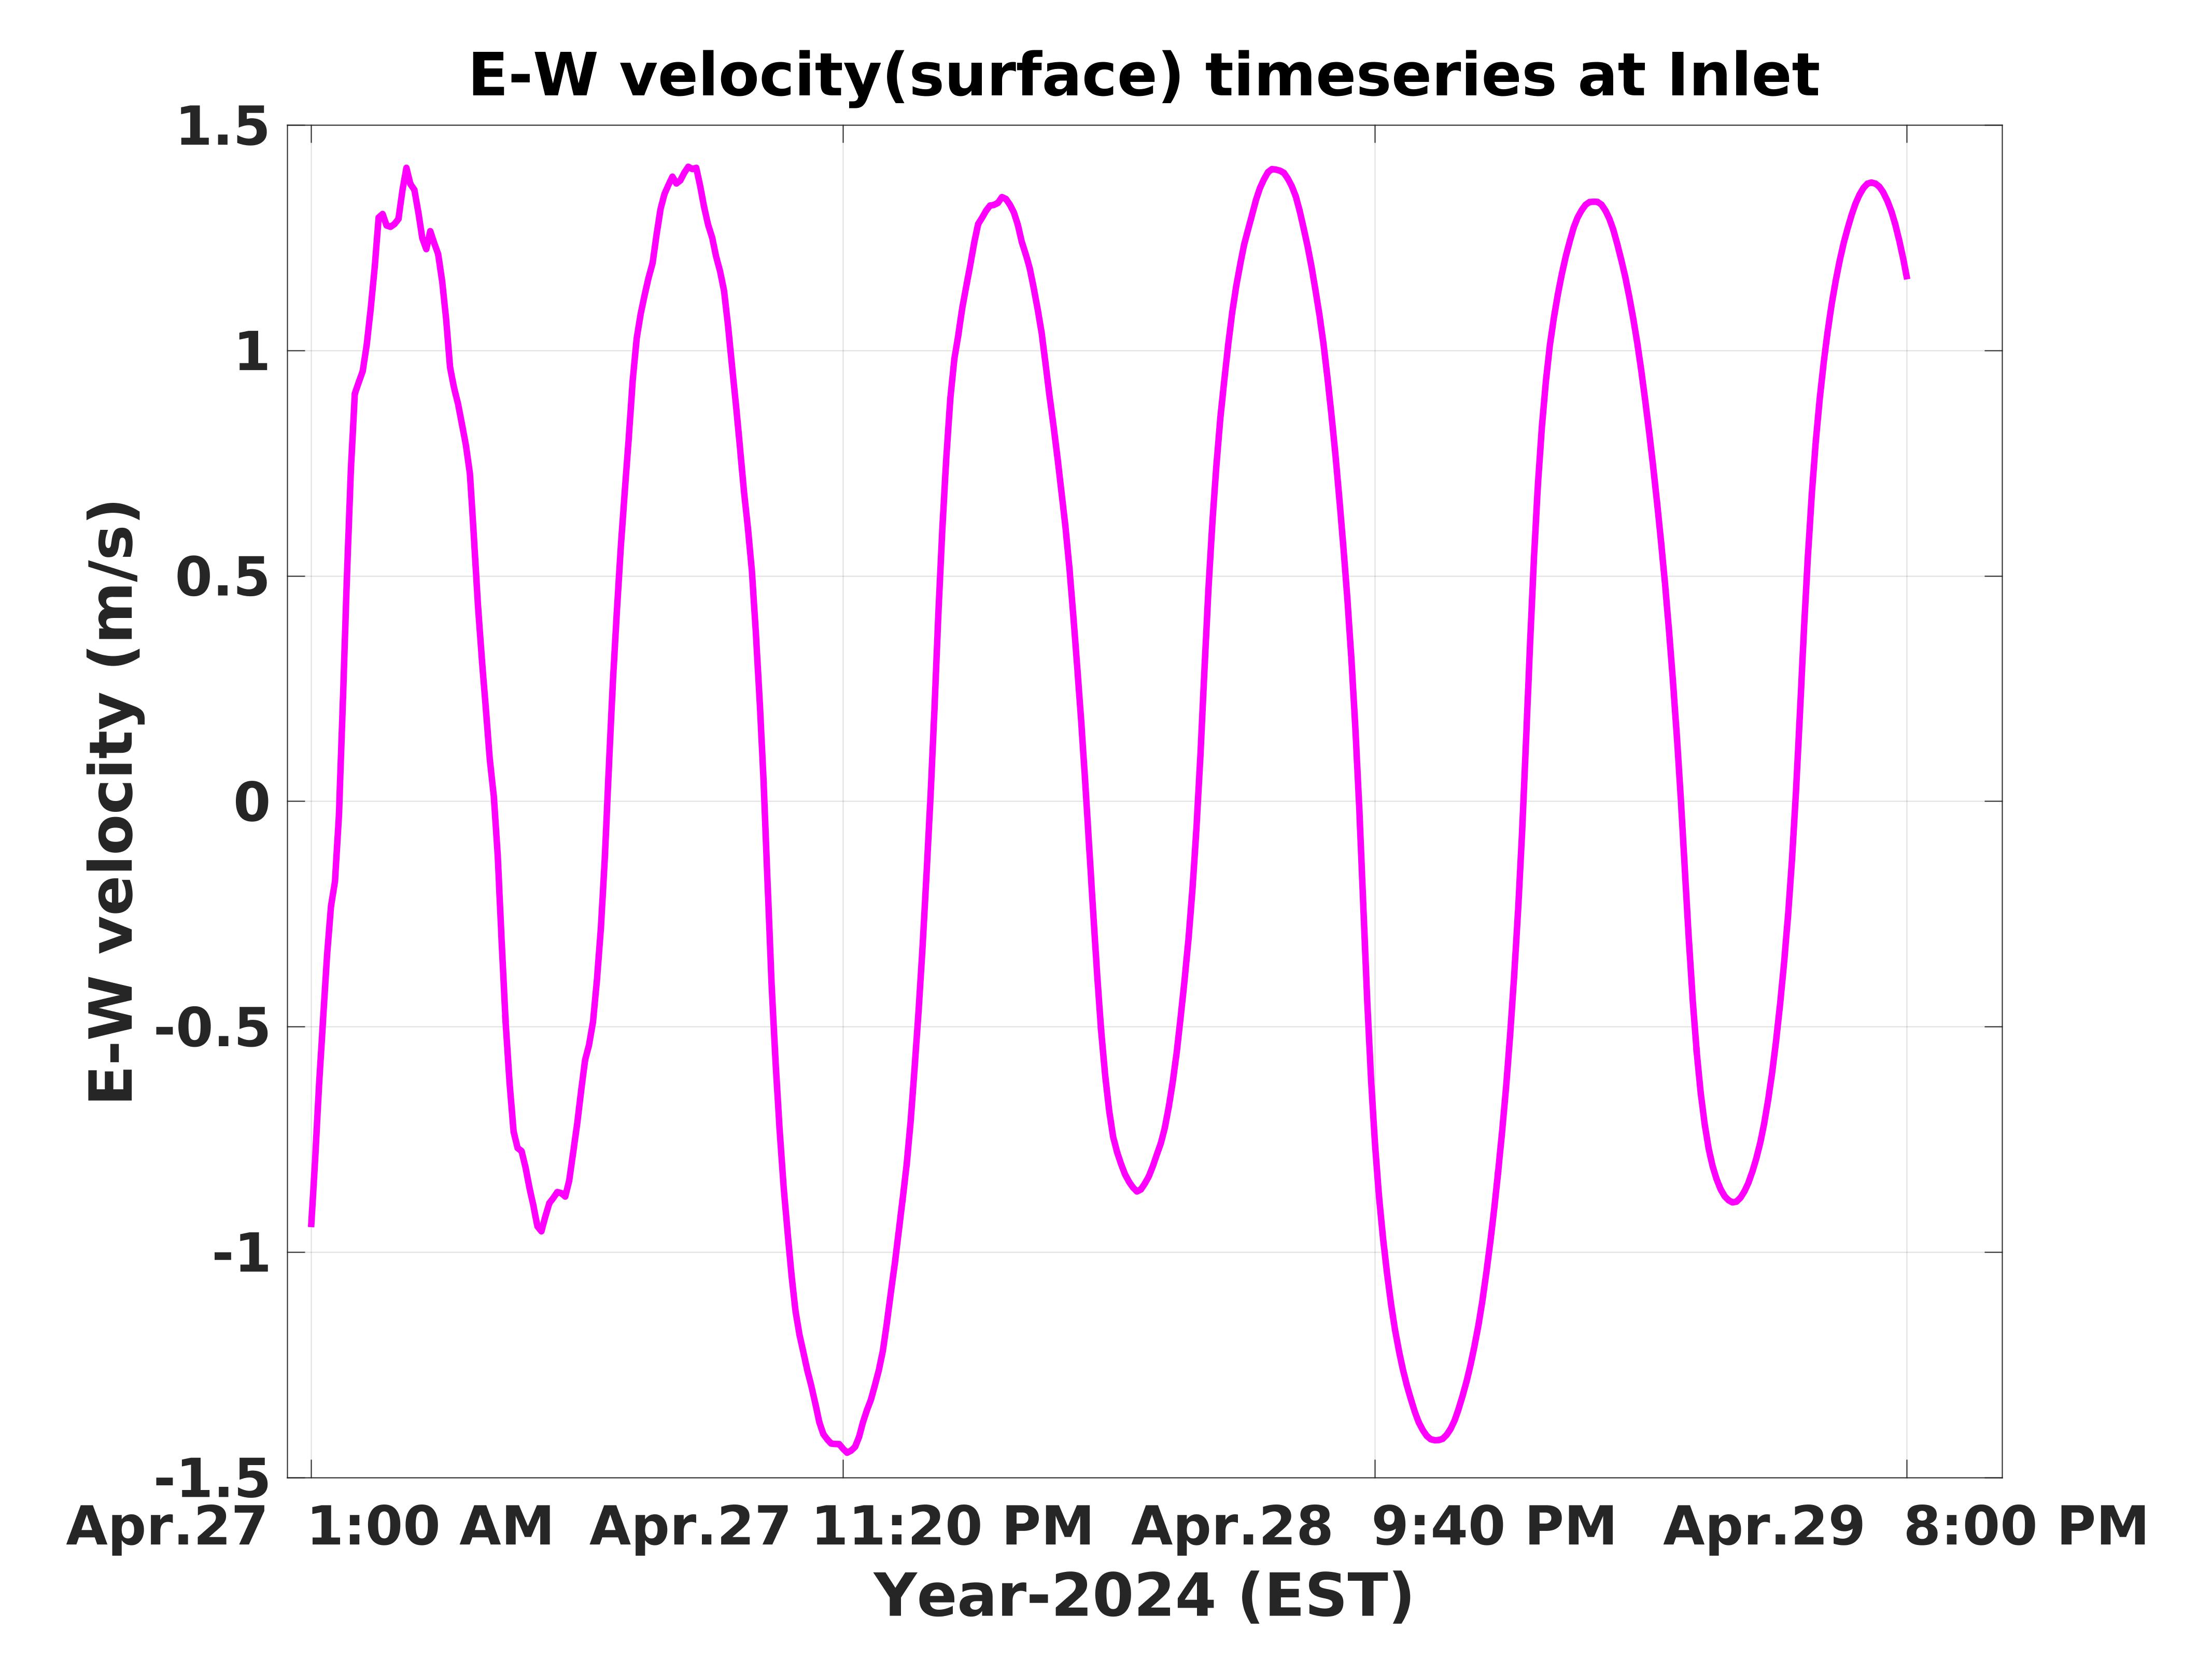 E-W velocity(surface) timeseries at Inlet
1.5
1
0.5
0
-0.5
-1
-1.5
E-W velocity (m/s)
Apr.27 1:00 AM Apr.27 11:20 PM Apr.28 9:40 PM Apr.29 8:00 PM
Year-2024 (EST)